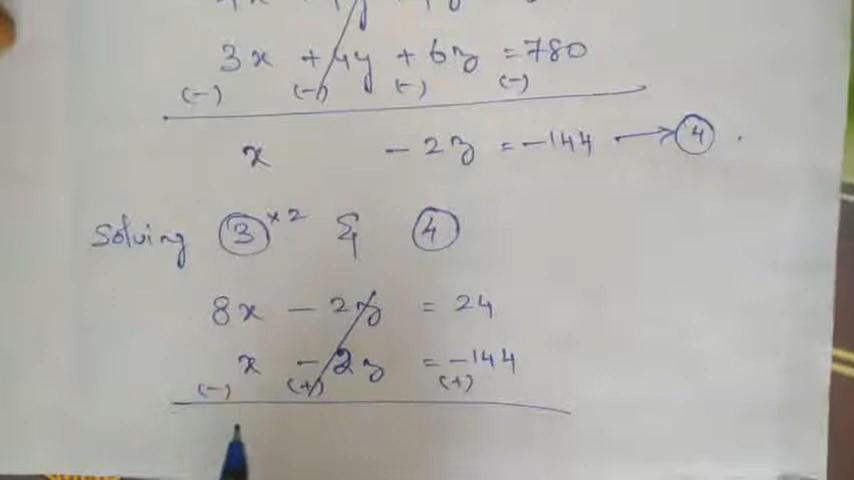 3x + 4y + 6z = 780
(-) (-) (-) (-)
x - 2z = -144 → 4 .
Solving 3 ×2 & 4
8x - 2z = 24
x - 2z = -144
(-) (+) (+)